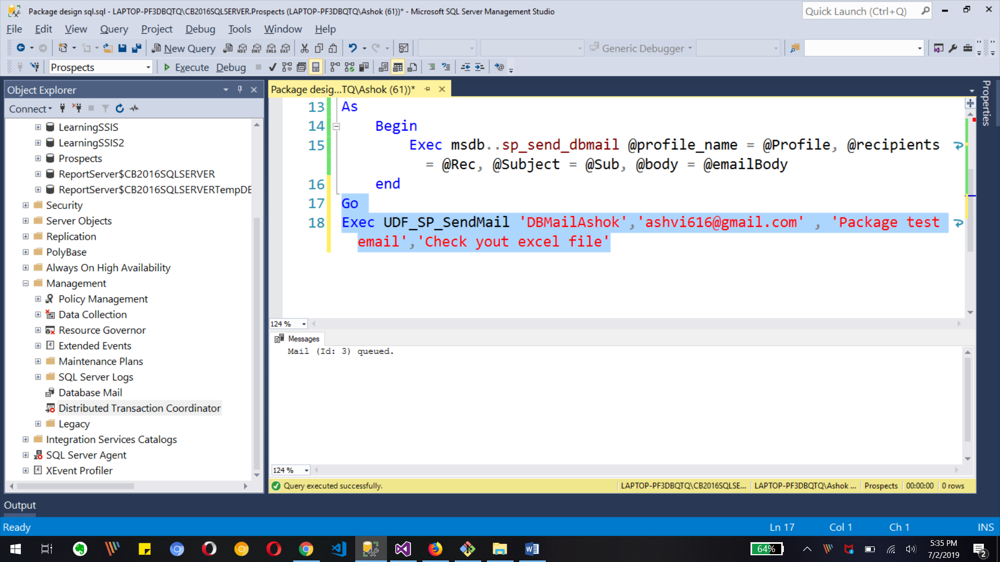 Package design sql.sql - LAPTOP-PF3DBQTQ\CB2016SQLSERVER.Prospects (LAPTOP-PF3DBQTQ\Ashok (61))* - Microsoft SQL Server Management Studio
Quick Launch (Ctrl+Q)
File Edit View Query Project Debug Tools Window Help
New Query MDX DMX XMLA DAX Generic Debugger
Prospects Execute Debug
Object Explorer
Connect
LearningSSIS
LearningSSIS2
Prospects
ReportServer$CB2016SQLSERVER
ReportServer$CB2016SQLSERVERTempDE
Security
Server Objects
Replication
PolyBase
Always On High Availability
Management
Policy Management
Data Collection
Resource Governor
Extended Events
Maintenance Plans
SQL Server Logs
Database Mail
Distributed Transaction Coordinator
Legacy
Integration Services Catalogs
SQL Server Agent
XEvent Profiler
Package desig...TQ\Ashok (61))*
Properties
13 As
14 Begin
15 Exec msdb..sp_send_dbmail @profile_name = @Profile, @recipients
= @Rec, @Subject = @Sub, @body = @emailBody
16 end
17 Go
18 Exec UDF_SP_SendMail 'DBMailAshok','ashvi616@gmail.com' , 'Package test
email','Check yout excel file'
124 %
Messages
Mail (Id: 3) queued.
124 %
Query executed successfully. LAPTOP-PF3DBQTQ\CB2016SQLSE... LAPTOP-PF3DBQTQ\Ashok ... Prospects 00:00:00 0 rows
Output
Ready Ln 17 Col 1 Ch 1 INS
64% 5:35 PM
7/2/2019
2